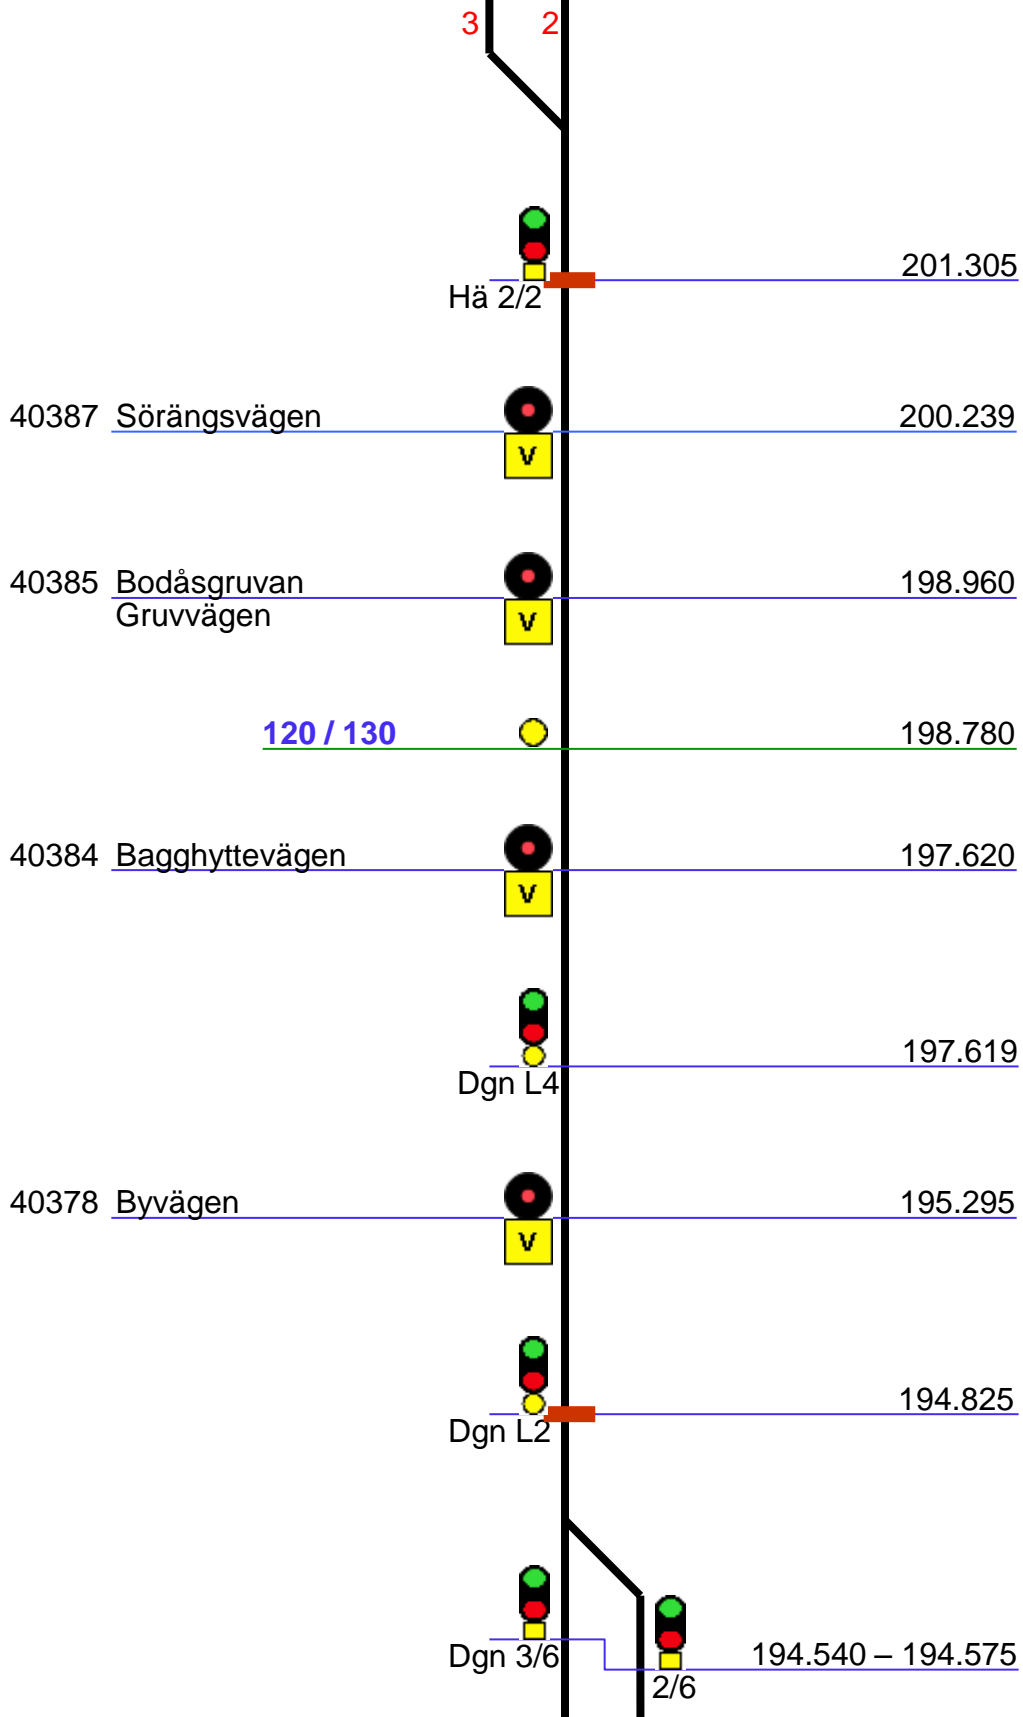 3 2
201.305
Hä 2/2
40387 Sörängsvägen 200.239
V
40385 Bodåsgruvan 198.960
Gruvvägen
V
120 / 130 198.780
40384 Bagghyttevägen 197.620
V
197.619
Dgn L4
40378 Byvägen 195.295
V
194.825
Dgn L2
Dgn 3/6 194.540 – 194.575
2/6